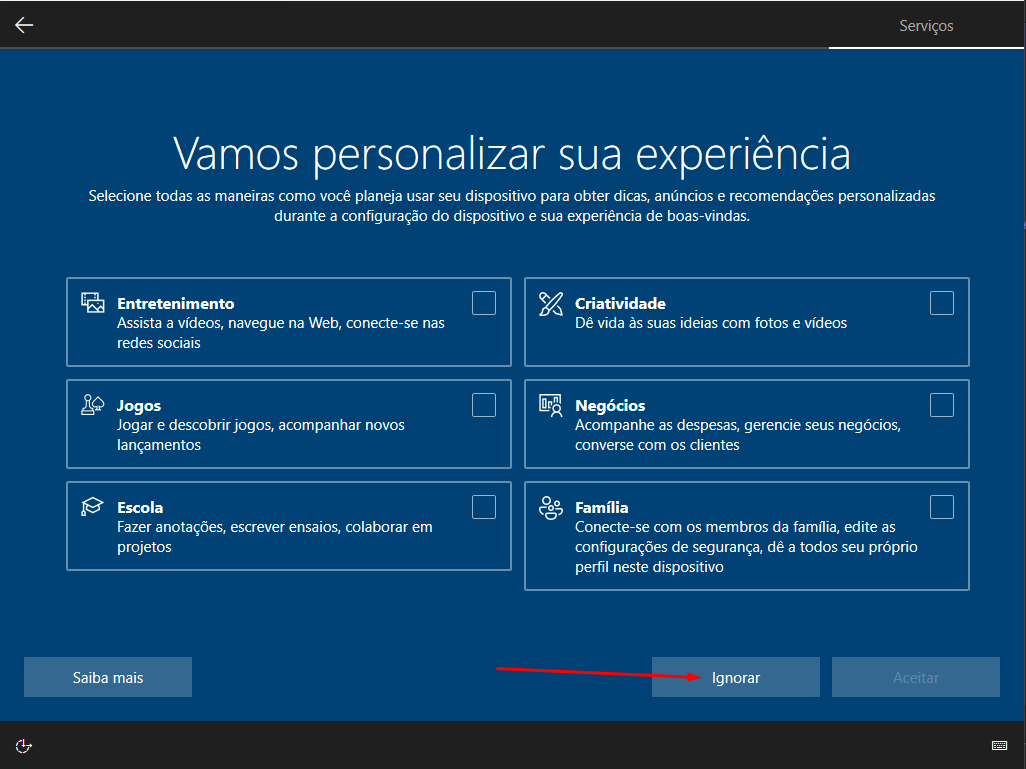 Serviços
Vamos personalizar sua experiência
Selecione todas as maneiras como você planeja usar seu dispositivo para obter dicas, anúncios e recomendações personalizadas
durante a configuração do dispositivo e sua experiência de boas-vindas.
Entretenimento
Assista a vídeos, navegue na Web, conecte-se nas
redes sociais
Criatividade
Dê vida às suas ideias com fotos e vídeos
Jogos
Jogar e descobrir jogos, acompanhar novos
lançamentos
Negócios
Acompanhe as despesas, gerencie seus negócios,
converse com os clientes
Escola
Fazer anotações, escrever ensaios, colaborar em
projetos
Família
Conecte-se com os membros da família, edite as
configurações de segurança, dê a todos seu próprio
perfil neste dispositivo
Saiba mais
Ignorar
Aceitar